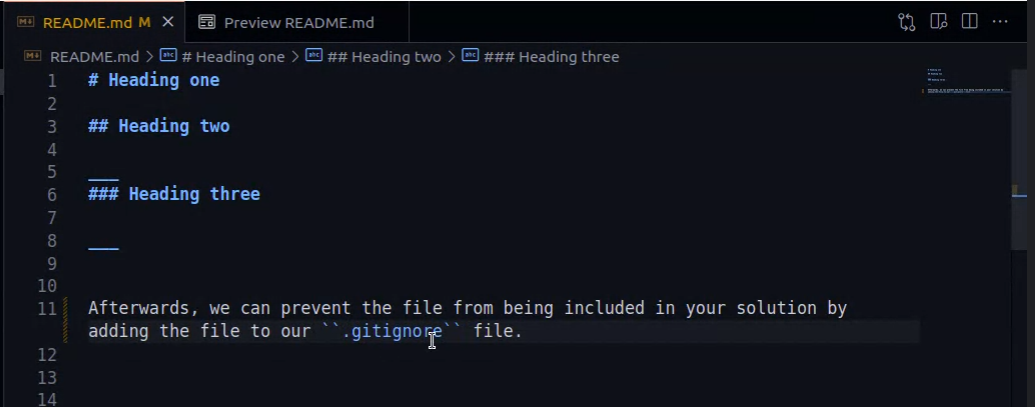 README.md M
Preview README.md
README.md > # Heading one > ## Heading two > ### Heading three
1 # Heading one
2
3 ## Heading two
4
5 ___
6 ### Heading three
7
8 ___
9
10
11 Afterwards, we can prevent the file from being included in your solution by
adding the file to our ``.gitignore`` file.
12
13
14